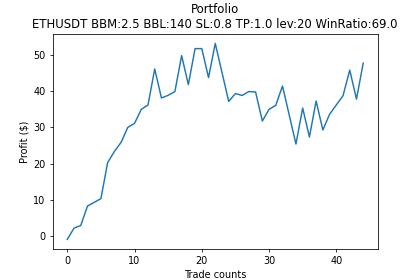 Portfolio
ETHUSDT BBM:2.5 BBL:140 SL:0.8 TP:1.0 lev:20 WinRatio:69.0
Profit ($)
50
40
30
20
10
0
0
10
20
30
40
Trade counts